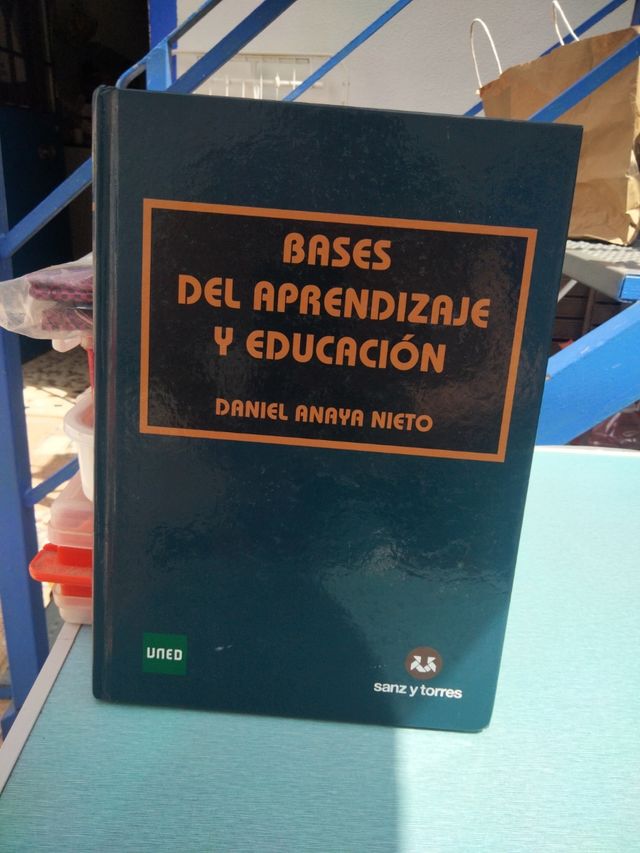 BASES
DEL APRENDIZAJE
Y EDUCACIÓN
DANIEL ANAYA NIETO
UNED
sanz y torres